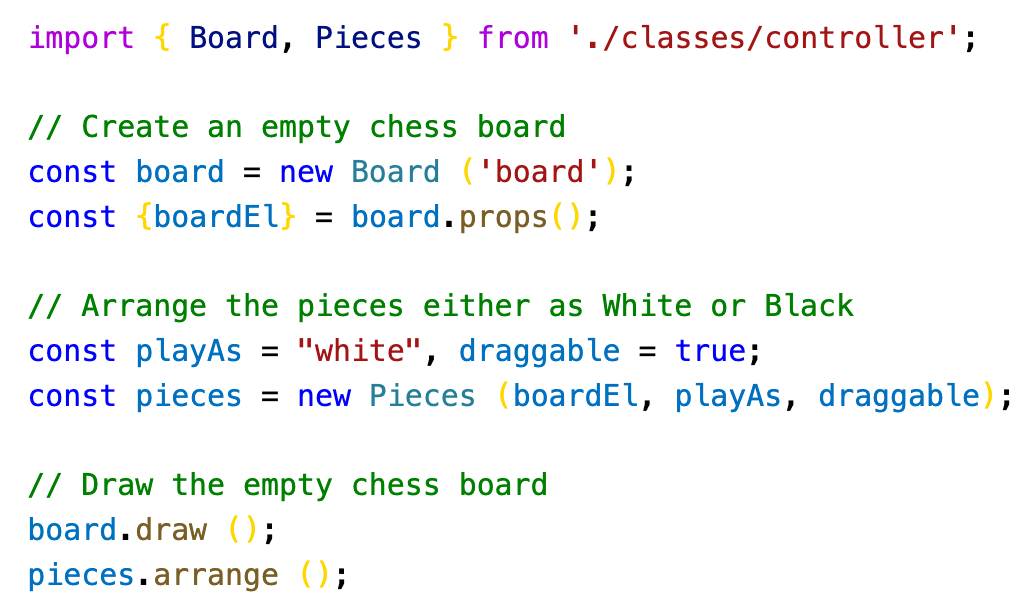 import { Board, Pieces } from './classes/controller';
// Create an empty chess board
const board = new Board ('board');
const {boardEl} = board.props();
// Arrange the pieces either as White or Black
const playAs = "white", draggable = true;
const pieces = new Pieces (boardEl, playAs, draggable);
// Draw the empty chess board
board.draw ();
pieces.arrange ();